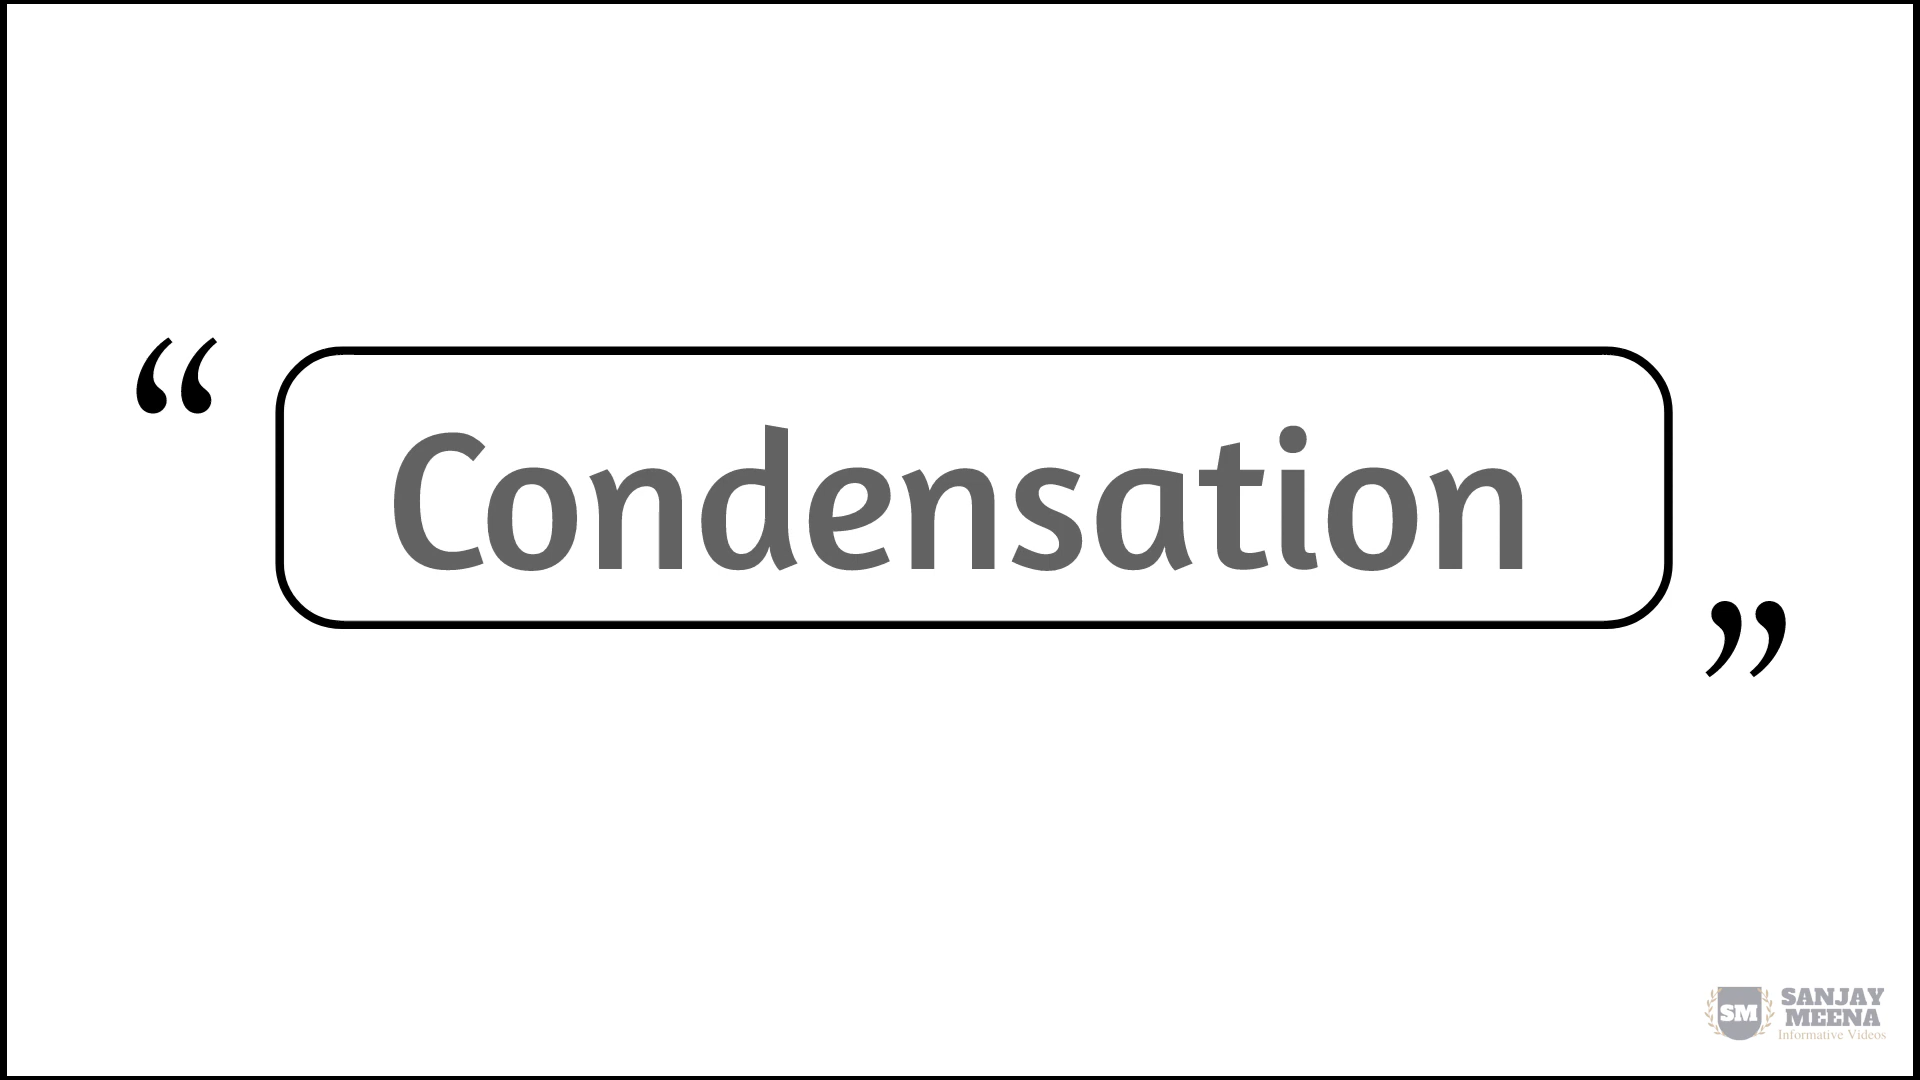 “ Condensation ”
SM
SANJAY
MEENA
Informative Videos